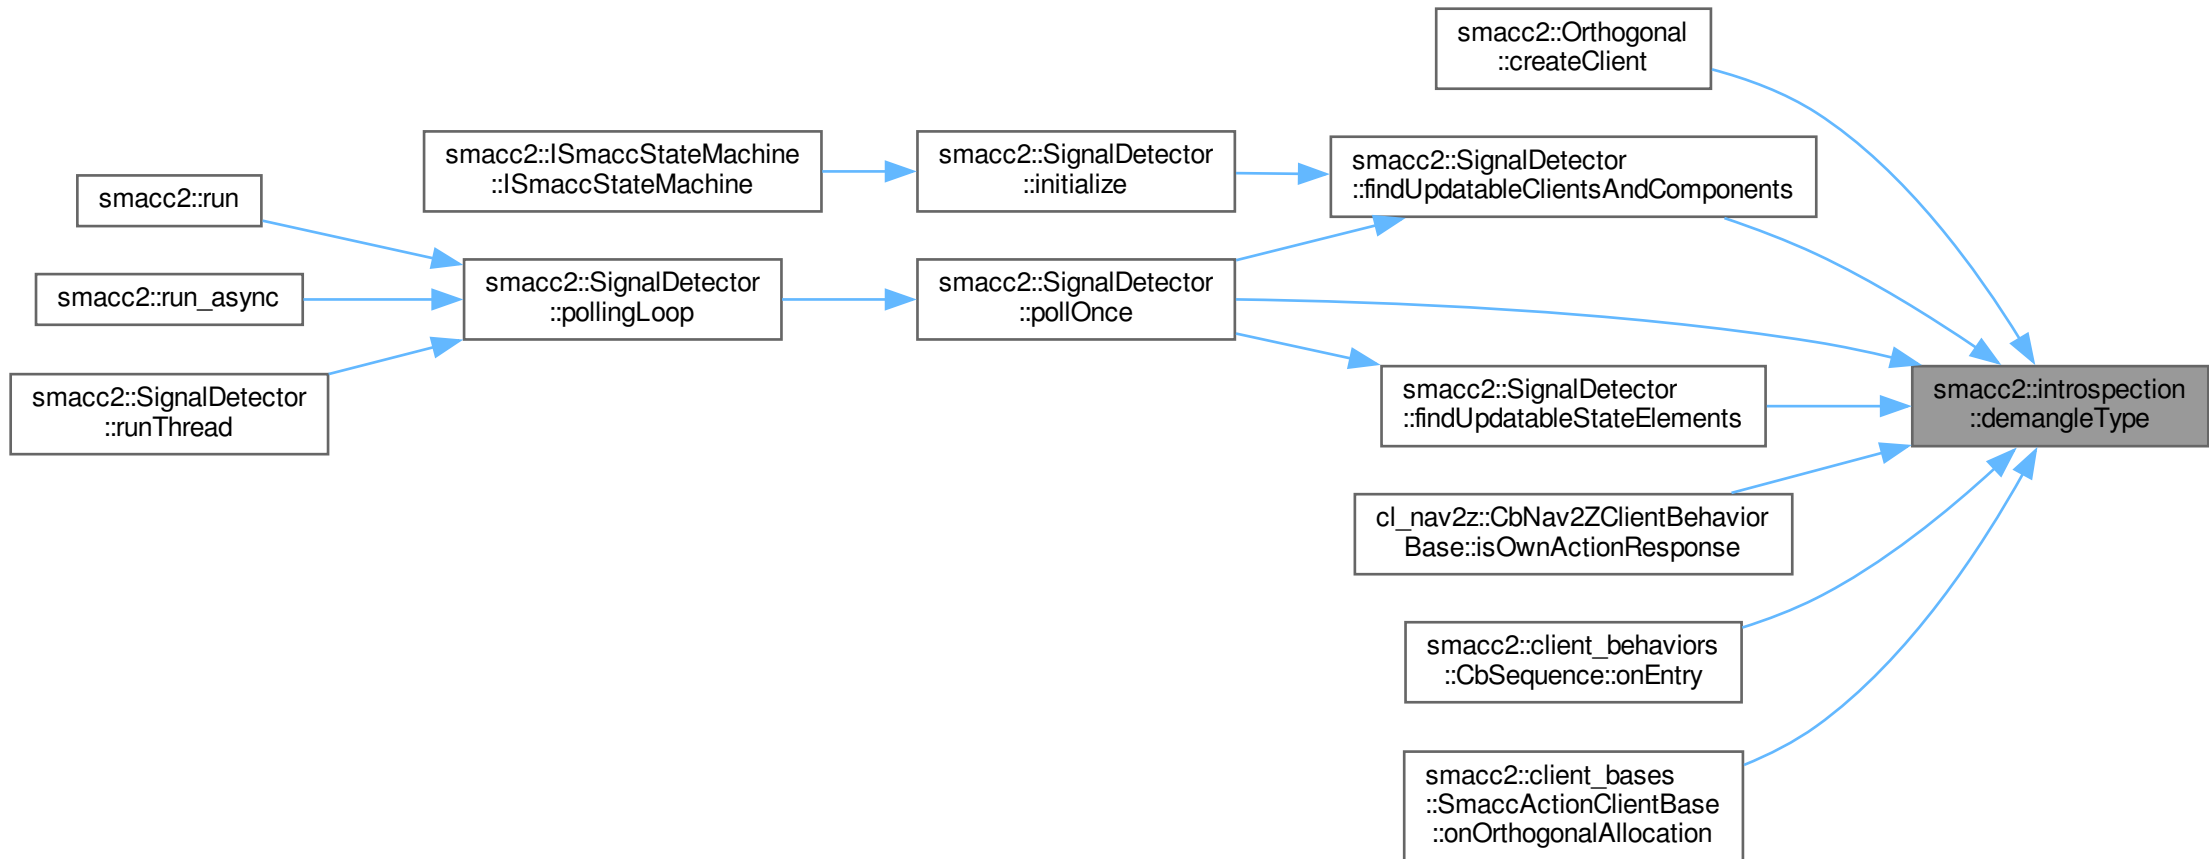 smacc2::Orthogonal
::createClient
smacc2::ISmaccStateMachine
::ISmaccStateMachine
smacc2::SignalDetector
::initialize
smacc2::SignalDetector
::findUpdatableClientsAndComponents
smacc2::run
smacc2::run_async
smacc2::SignalDetector
::runThread
smacc2::SignalDetector
::pollingLoop
smacc2::SignalDetector
::pollOnce
smacc2::SignalDetector
::findUpdatableStateElements
smacc2::introspection
::demangleType
cl_nav2z::CbNav2ZClientBehavior
Base::isOwnActionResponse
smacc2::client_behaviors
::CbSequence::onEntry
smacc2::client_bases
::SmaccActionClientBase
::onOrthogonalAllocation